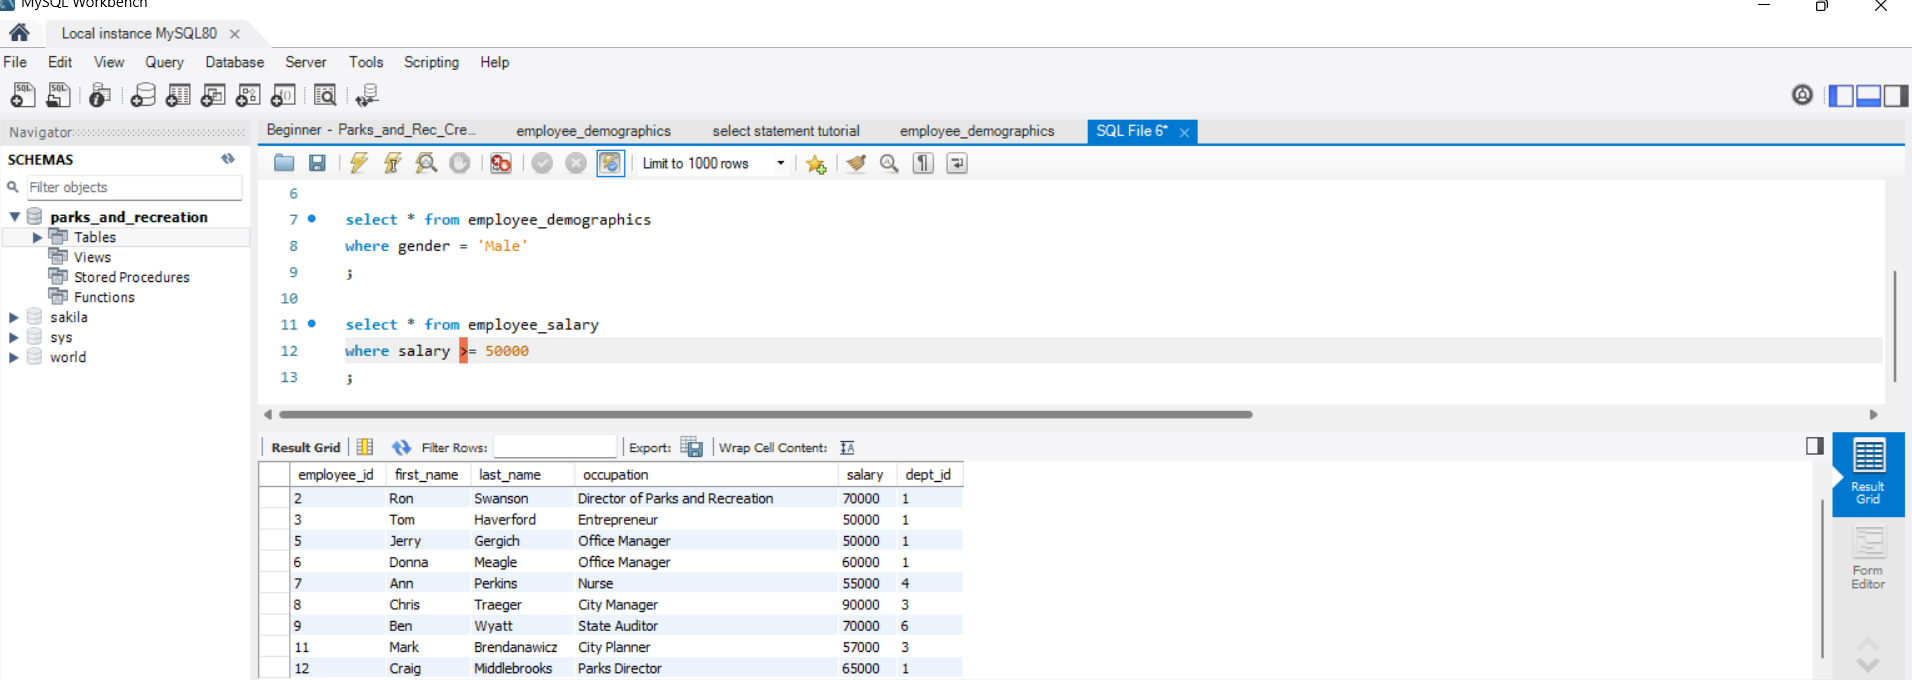 MySQL Workbench
Local instance MySQL80
File Edit View Query Database Server Tools Scripting Help
Navigator
SCHEMAS
Filter objects
parks_and_recreation
Tables
Views
Stored Procedures
Functions
sakila
sys
world
Beginner - Parks_and_Rec_Cre... employee_demographics select statement tutorial employee_demographics SQL File 6*
Limit to 1000 rows
6
7 select * from employee_demographics
8 where gender = 'Male'
9 ;
10
11 select * from employee_salary
12 where salary >= 50000
13 ;
Result Grid Filter Rows: Export: Wrap Cell Content:
employee_id first_name last_name occupation salary dept_id
2 Ron Swanson Director of Parks and Recreation 70000 1
3 Tom Haverford Entrepreneur 50000 1
5 Jerry Gergich Office Manager 50000 1
6 Donna Meagle Office Manager 60000 1
7 Ann Perkins Nurse 55000 4
8 Chris Traeger City Manager 90000 3
9 Ben Wyatt State Auditor 70000 6
11 Mark Brendanawicz City Planner 57000 3
12 Craig Middlebrooks Parks Director 65000 1
Result
Grid
Form
Editor